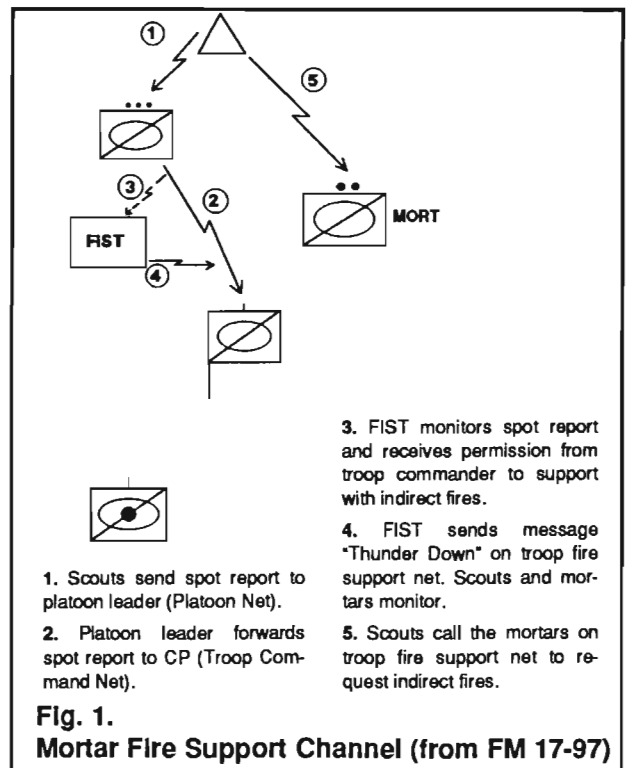 1
5
3
2
MORT
FIST
4
3. FIST monitors spot report
and receives permission from
troop commander to support
with indirect fires.
4. FIST sends message
"Thunder Down" on troop fire
support net. Scouts and mor-
tars monitor.
5. Scouts call the mortars on
troop fire support net to re-
quest indirect fires.
1. Scouts send spot report to
platoon leader (Platoon Net).
2. Platoon leader forwards
spot report to CP (Troop Com-
mand Net).
Fig. 1.
Mortar Fire Support Channel (from FM 17-97)